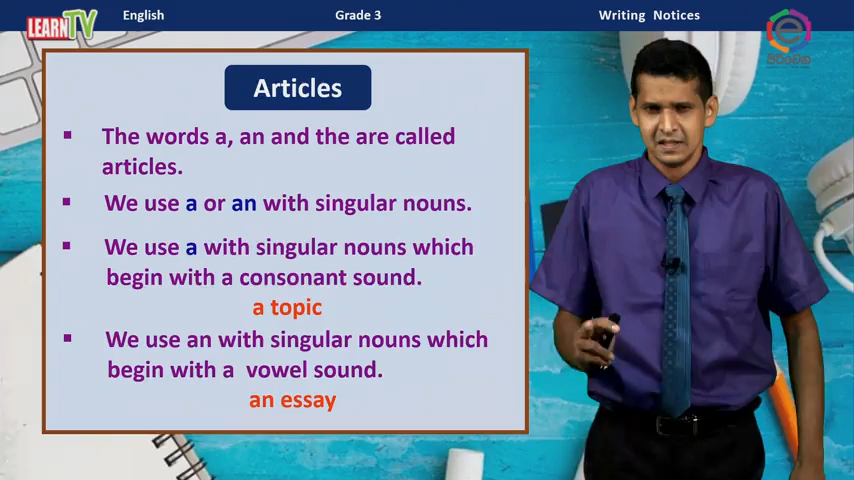 LEARN TV
English
Grade 3
Writing Notices
Articles
The words a, an and the are called
articles.
We use a or an with singular nouns.
We use a with singular nouns which
begin with a consonant sound.
a topic
We use an with singular nouns which
begin with a vowel sound.
an essay